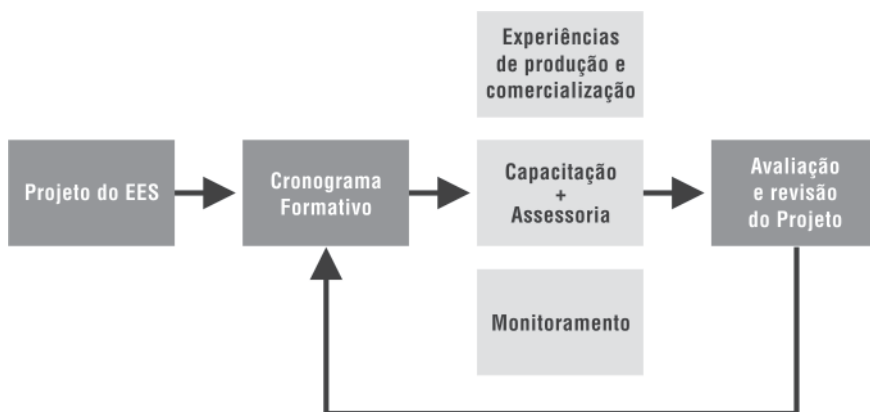 Experiências
de produção e
comercialização
Projeto do EES
Cronograma
Formativo
Capacitação
+
Assessoria
Avaliação
e revisão
do Projeto
Monitoramento